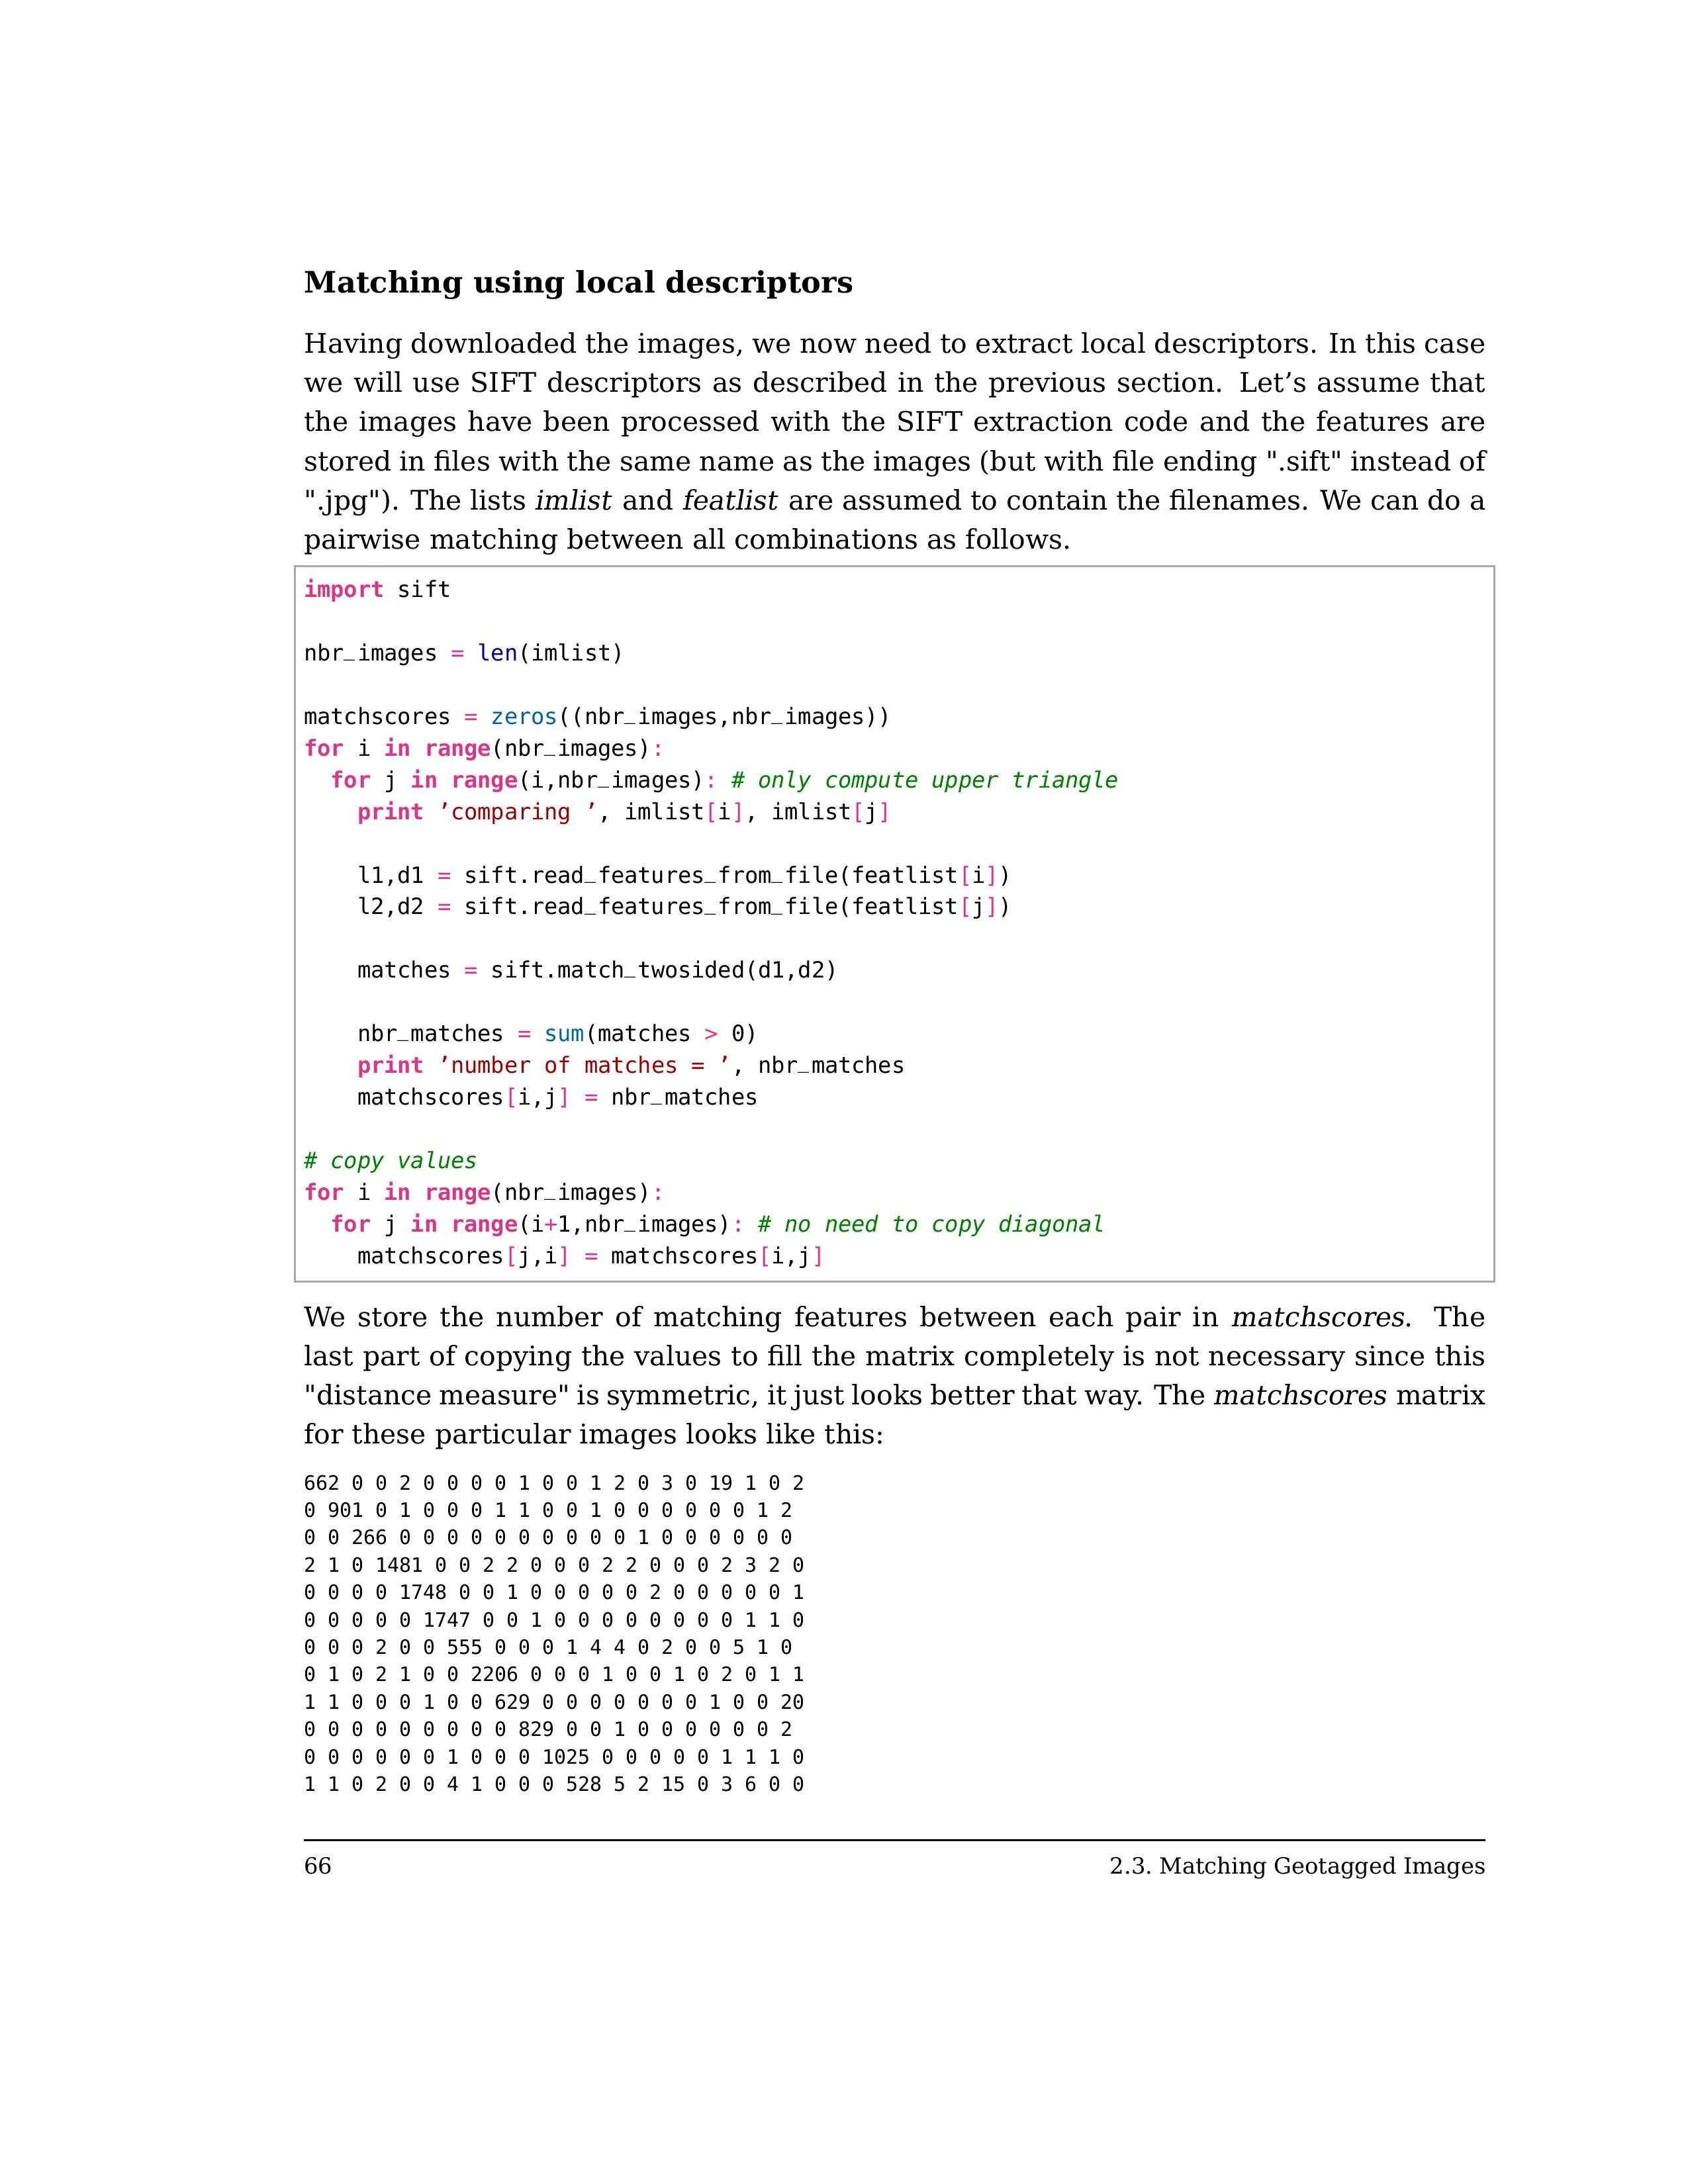 Matching using local descriptors
Having downloaded the images, we now need to extract local descriptors. In this case
we will use SIFT descriptors as described in the previous section. Let’s assume that
the images have been processed with the SIFT extraction code and the features are
stored in files with the same name as the images (but with file ending ".sift" instead of
".jpg"). The lists imlist and featlist are assumed to contain the filenames. We can do a
pairwise matching between all combinations as follows.
import sift
nbr_images = len(imlist)
matchscores = zeros((nbr_images,nbr_images))
for i in range(nbr_images):
  for j in range(i,nbr_images): # only compute upper triangle
    print ’comparing ’, imlist[i], imlist[j]
    l1,d1 = sift.read_features_from_file(featlist[i])
    l2,d2 = sift.read_features_from_file(featlist[j])
    matches = sift.match_twosided(d1,d2)
    nbr_matches = sum(matches > 0)
    print ’number of matches = ’, nbr_matches
    matchscores[i,j] = nbr_matches
# copy values
for i in range(nbr_images):
  for j in range(i+1,nbr_images): # no need to copy diagonal
    matchscores[j,i] = matchscores[i,j]
We store the number of matching features between each pair in matchscores. The
last part of copying the values to fill the matrix completely is not necessary since this
"distance measure" is symmetric, it just looks better that way. The matchscores matrix
for these particular images looks like this:
662 0 0 2 0 0 0 0 1 0 0 1 2 0 3 0 19 1 0 2
0 901 0 1 0 0 0 1 1 0 0 1 0 0 0 0 0 0 1 2
0 0 266 0 0 0 0 0 0 0 0 0 0 1 0 0 0 0 0 0
2 1 0 1481 0 0 2 2 0 0 0 2 2 0 0 0 2 3 2 0
0 0 0 0 1748 0 0 1 0 0 0 0 0 2 0 0 0 0 0 1
0 0 0 0 0 1747 0 0 1 0 0 0 0 0 0 0 0 1 1 0
0 0 0 2 0 0 555 0 0 0 1 4 4 0 2 0 0 5 1 0
0 1 0 2 1 0 0 2206 0 0 0 1 0 0 1 0 2 0 1 1
1 1 0 0 0 1 0 0 629 0 0 0 0 0 0 0 1 0 0 20
0 0 0 0 0 0 0 0 0 829 0 0 1 0 0 0 0 0 0 2
0 0 0 0 0 0 1 0 0 0 1025 0 0 0 0 0 1 1 1 0
1 1 0 2 0 0 4 1 0 0 0 528 5 2 15 0 3 6 0 0
66
2.3. Matching Geotagged Images